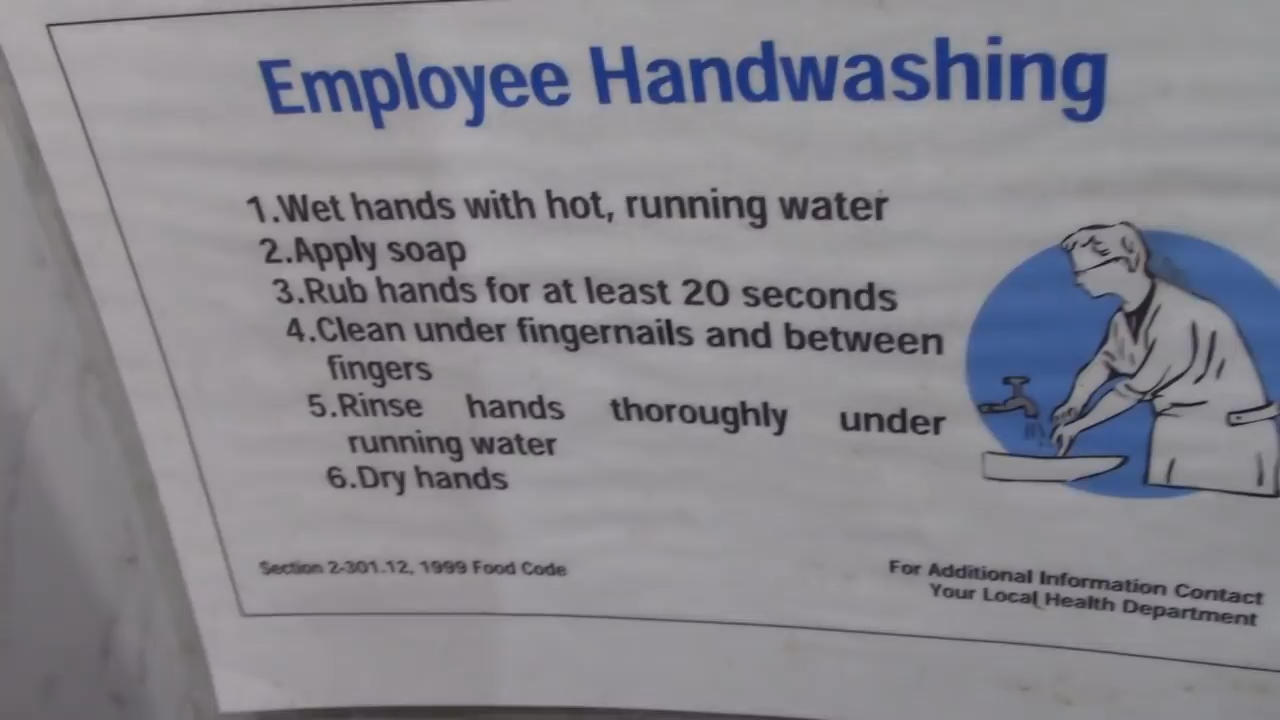 Employee Handwashing
1.Wet hands with hot, running water
2.Apply soap
3.Rub hands for at least 20 seconds
4.Clean under fingernails and between
fingers
5.Rinse hands thoroughly under
running water
6.Dry hands
Section 2-301.12, 1999 Food Code
For Additional Information Contact
Your Local Health Department